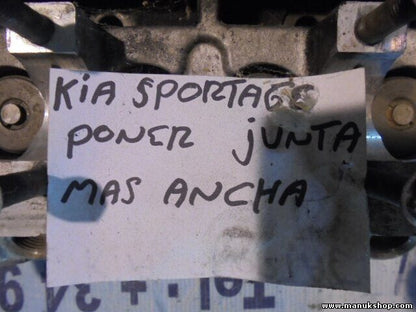 KiA SPORTAGE
PONER JUNTA
MAS ANCHA
www.manukshop.com